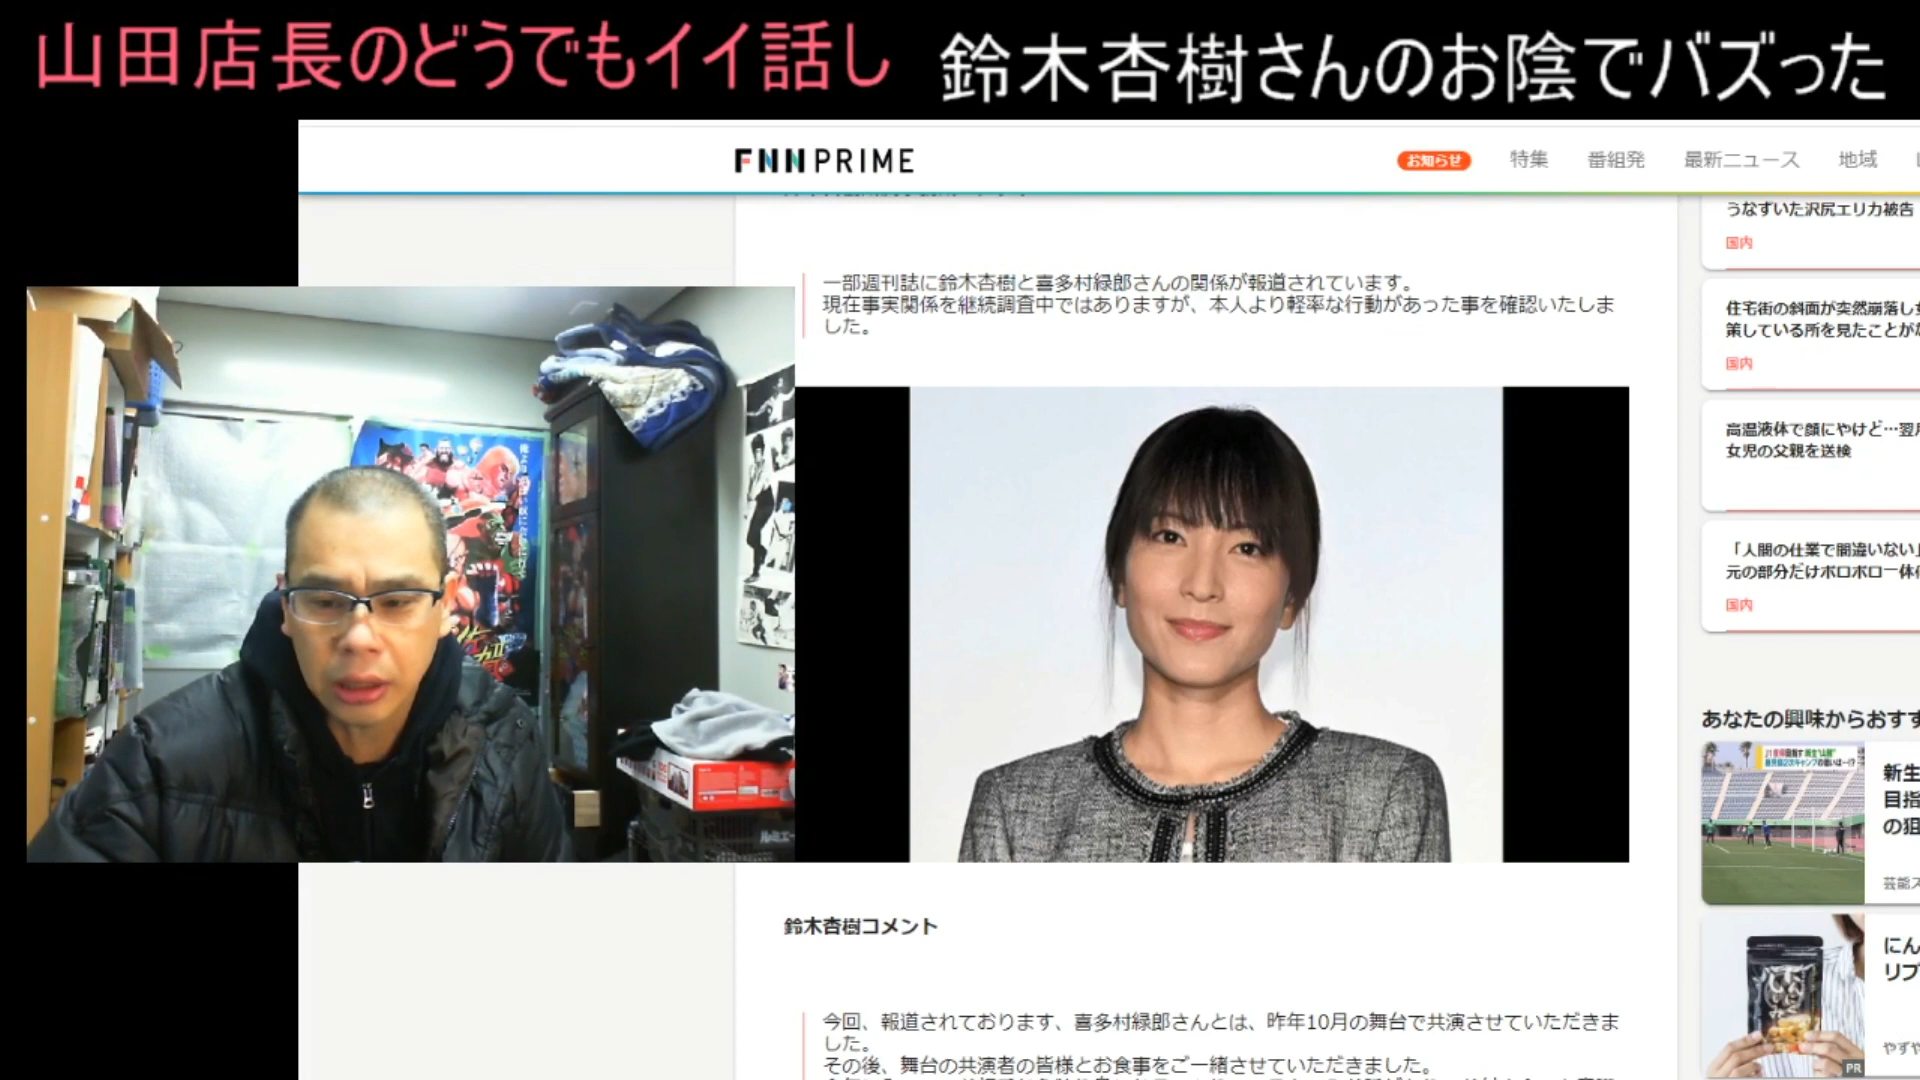 山田店長のどうでもイイ話し
鈴木杏樹さんのお陰でバズった
FNN PRIME
お知らせ
特集
番組発
最新ニュース
地域
一部週刊誌に鈴木杏樹と喜多村緑郎さんの関係が報道されています。
現在事実関係を継続調査中ではありますが、本人より軽率な行動があった事を確認いたしま
した。
鈴木杏樹コメント
今回、報道されております、喜多村緑郎さんとは、昨年10月の舞台で共演させていただきま
した。
その後、舞台の共演者の皆様とお食事をご一緒させていただきました。
うなずいた沢尻エリカ被告
国内
住宅街の斜面が突然崩落し
策している所を見たことが
国内
高温液体で顔にやけど…翌
女児の父親を送検
「人間の仕業で間違いない」
元の部分だけボロボロー体
国内
あなたの興味からおすす
新生
目指
の狙
芸能
にん
リプ
やずや
PR